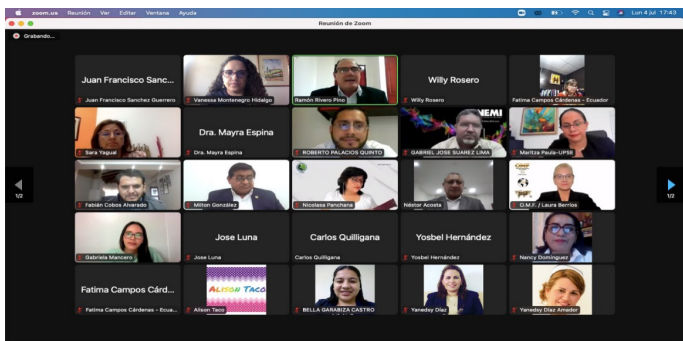 zoom.us Reunión Ver Editar Ventana Ayuda Lun 4 jul 17:43
Reunión de Zoom
Grabando...
Juan Francisco Sanc...
Juan Francisco Sanchez Guerrero
Vanessa Montenegro Hidalgo
Ramón Rivero Pino
Willy Rosero
Willy Rosero
Fatima Campos Cárdenas - Ecuador
Sara Yagual
Dra. Mayra Espina
Dra. Mayra Espina
ROBERTO PALACIOS QUINTO
NEMI
GABRIEL JOSE SUAREZ LIMA
Maritza Paula-UPSE
1/2
Fabián Cobos Alvarado
Milton González
Nicolasa Panchana
Néstor Acosta
O.M.F. / Laura Berrios
1/2
Gabriela Mancero
Jose Luna
Jose Luna
Carlos Quilligana
Carlos Quilligana
Yosbel Hernández
Yosbel Hernández
Nancy Domínguez
Fatima Campos Cárd...
Fatima Campos Cárdenas - Ecua...
ALISON TACO
Alison Taco
BELLA GARABIZA CASTRO
Yanedsy Díaz
Yanedsy Díaz Amador